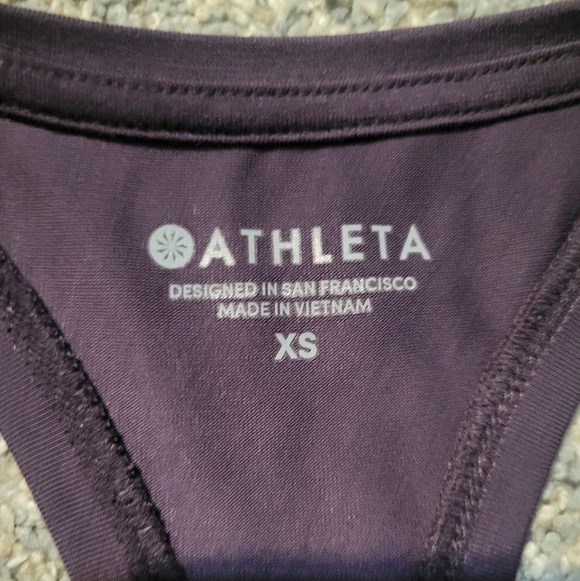 ATHLETA
DESIGNED IN SAN FRANCISCO
MADE IN VIETNAM
XS